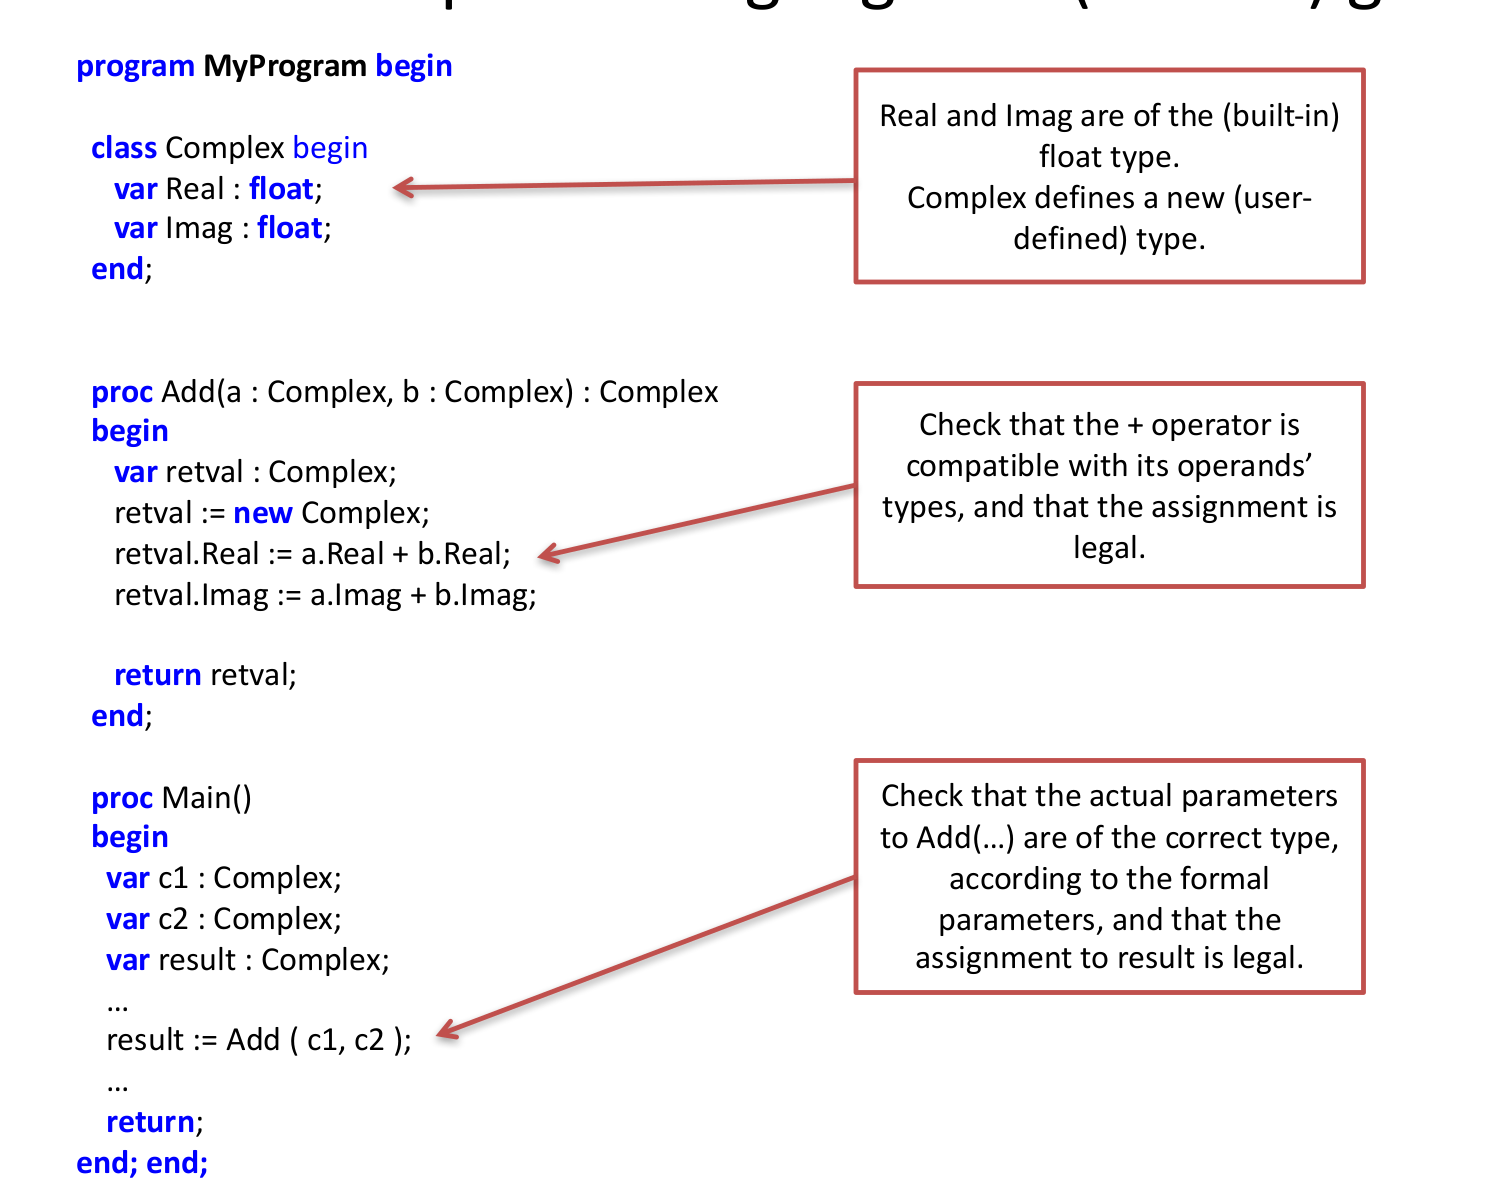 program MyProgram begin
class Complex begin
var Real : float;
var Imag : float;
end;
Real and Imag are of the (built-in)
float type.
Complex defines a new (user-
defined) type.
proc Add(a : Complex, b : Complex) : Complex
begin
var retval : Complex;
retval := new Complex;
retval.Real := a.Real + b.Real;
retval.Imag := a.Imag + b.Imag;
return retval;
end;
Check that the + operator is
compatible with its operands’
types, and that the assignment is
legal.
proc Main()
begin
var c1 : Complex;
var c2 : Complex;
var result : Complex;
…
result := Add ( c1, c2 );
…
return;
end; end;
Check that the actual parameters
to Add(…) are of the correct type,
according to the formal
parameters, and that the
assignment to result is legal.